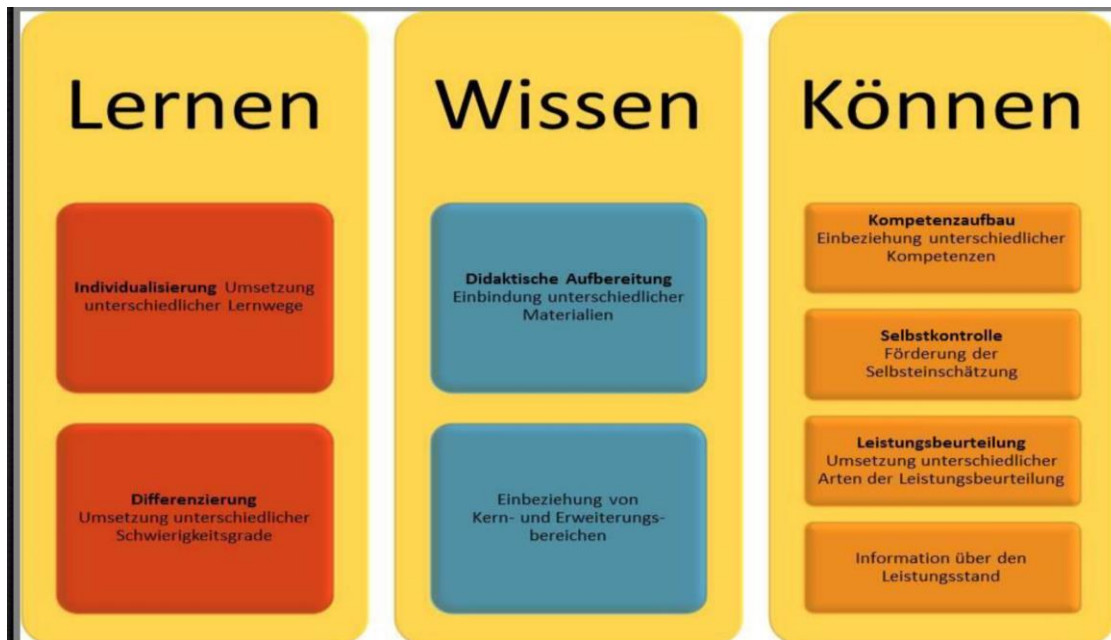 Lernen
Individualisierung Umsetzung
unterschiedlicher Lernwege
Differenzierung
Umsetzung unterschiedlicher
Schwierigkeitsgrade
Wissen
Didaktische Aufbereitung
Einbindung unterschiedlicher
Materialien
Einbeziehung von
Kern- und Erweiterungs-
bereichen
Können
Kompetenzaufbau
Einbeziehung unterschiedlicher
Kompetenzen
Selbstkontrolle
Förderung der
Selbsteinschätzung
Leistungsbeurteilung
Umsetzung unterschiedlicher
Arten der Leistungsbeurteilung
Information über den
Leistungsstand